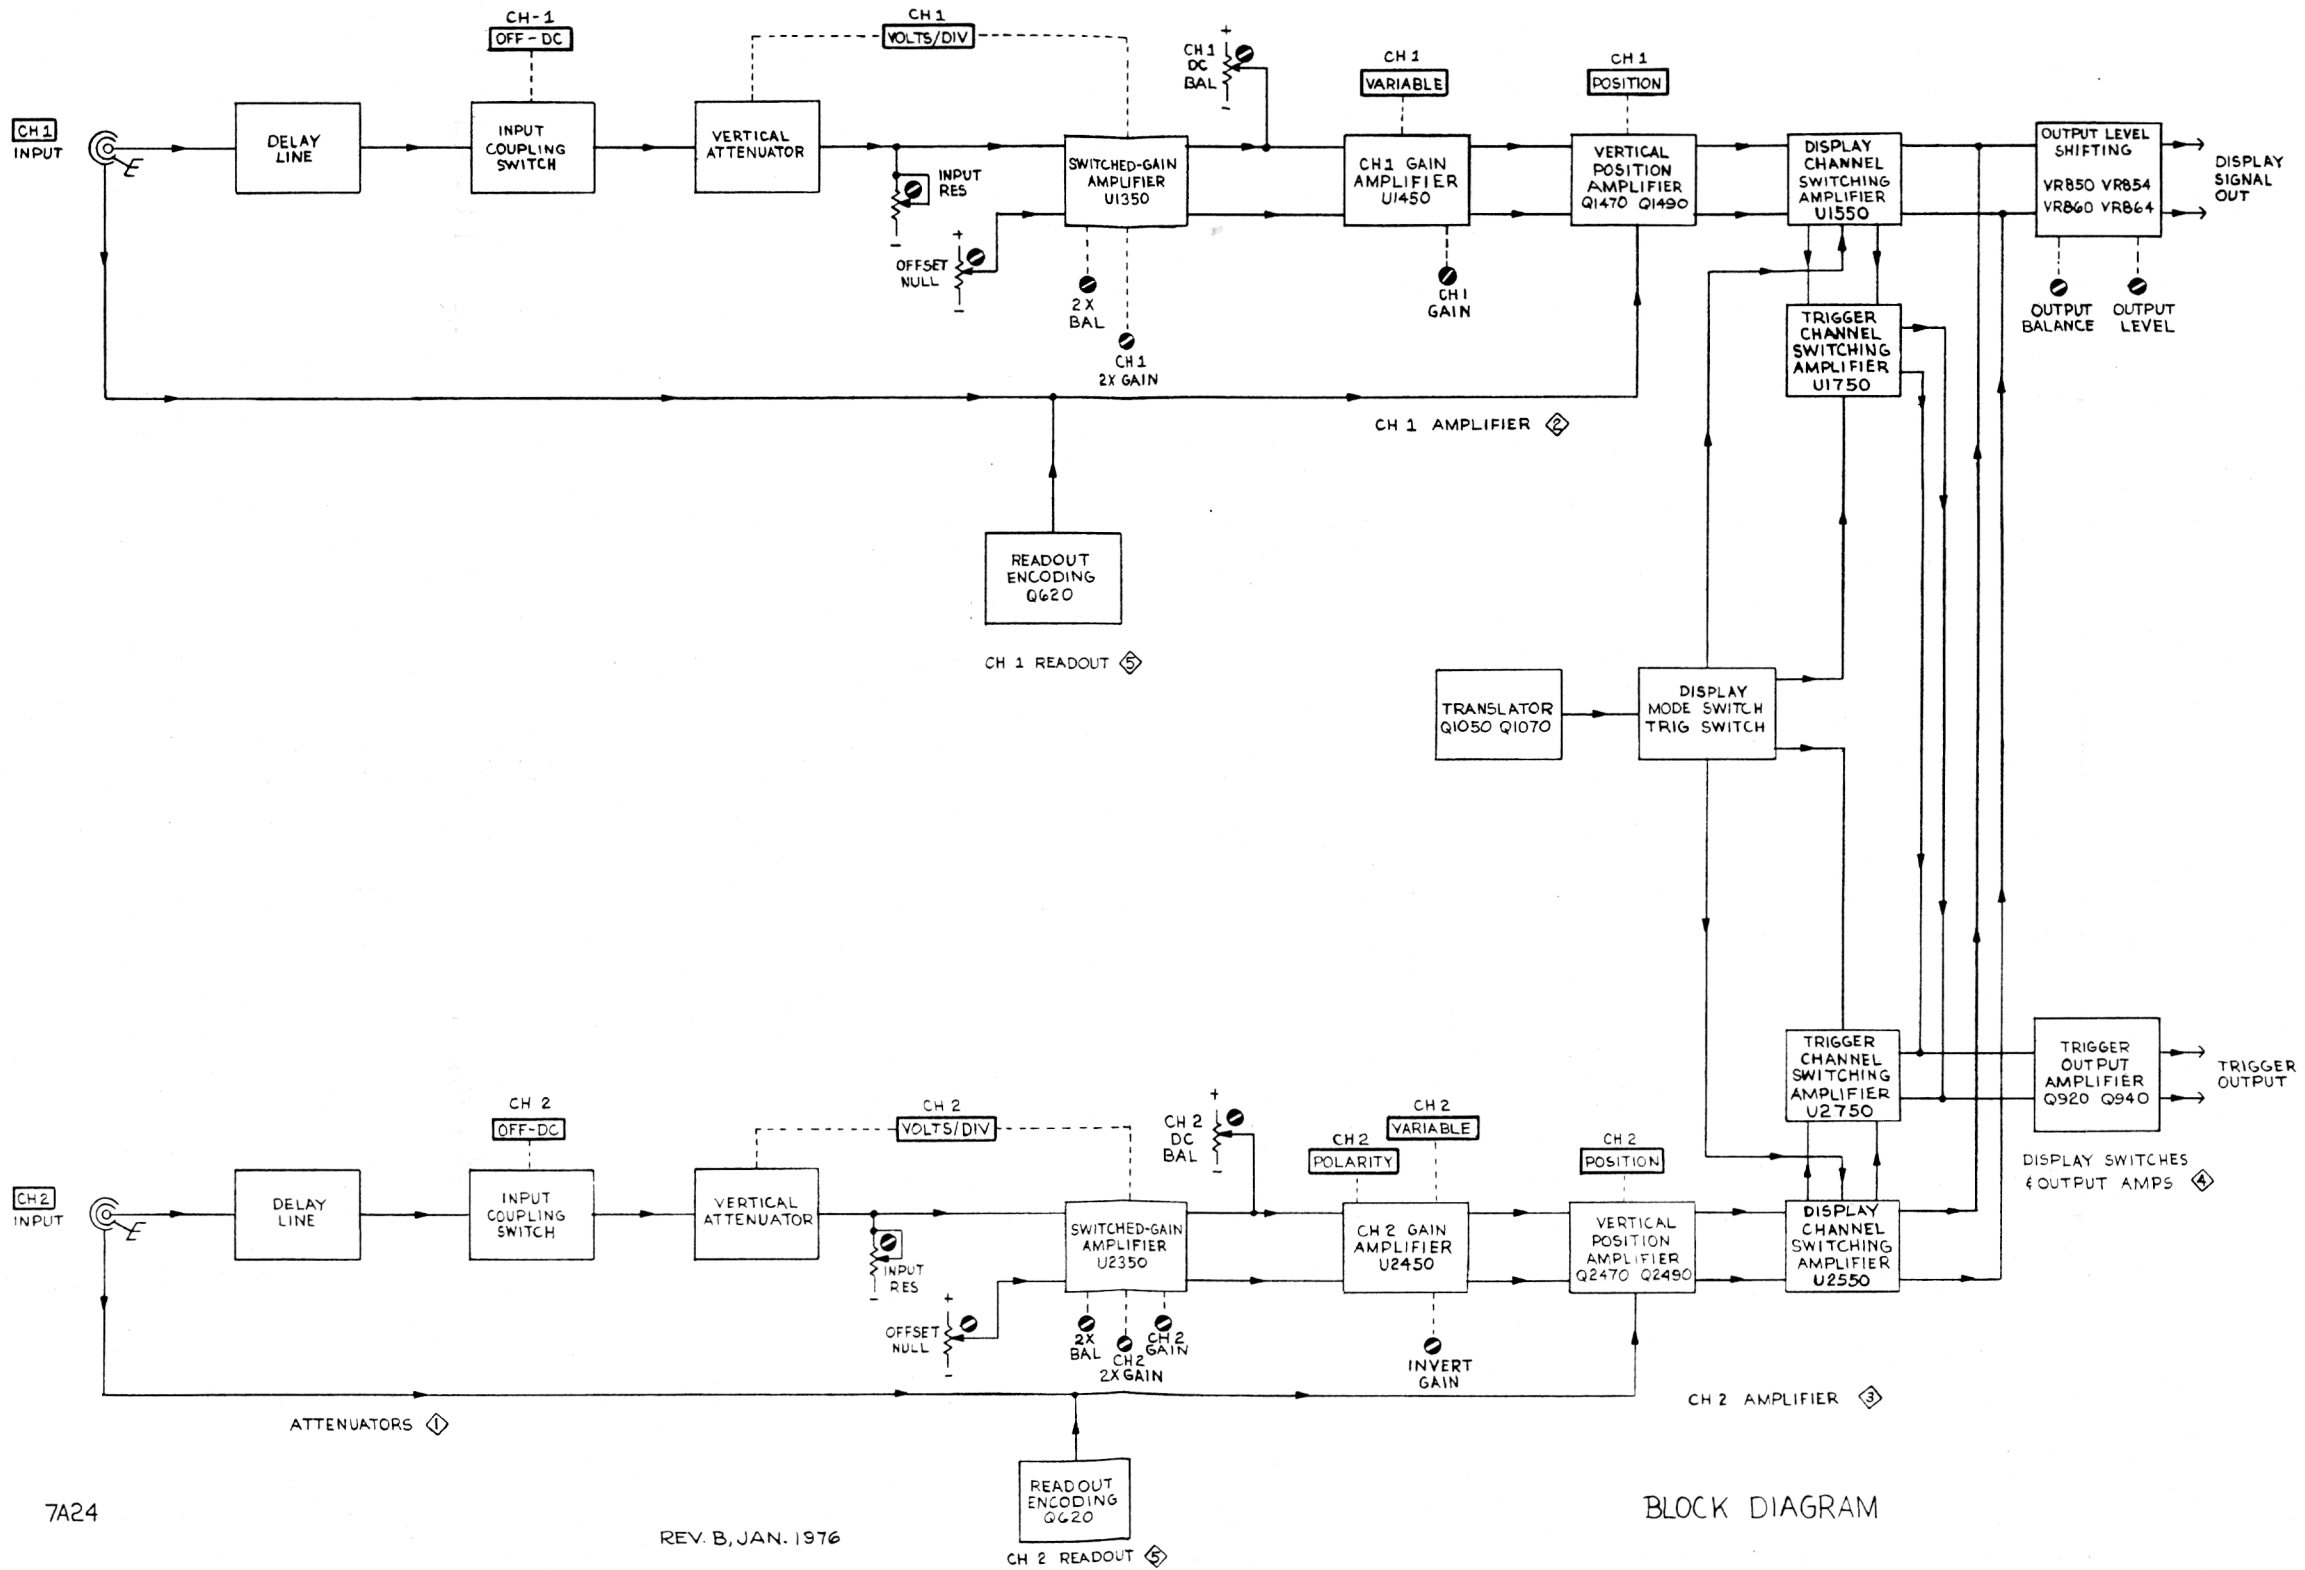 CH 1
INPUT
DELAY
LINE
CH-1
OFF-DC
INPUT
COUPLING
SWITCH
VERTICAL
ATTENUATOR
CH 1
VOLTS/DIV
INPUT
RES
+
OFFSET
NULL
-
-
SWITCHED-GAIN
AMPLIFIER
U1350
2X
BAL
CH 1
2X GAIN
+
CH 1
DC
BAL
-
CH 1
VARIABLE
CH 1 GAIN
AMPLIFIER
U1450
CH 1
GAIN
CH 1
POSITION
VERTICAL
POSITION
AMPLIFIER
Q1470 Q1490
DISPLAY
CHANNEL
SWITCHING
AMPLIFIER
U1550
TRIGGER
CHANNEL
SWITCHING
AMPLIFIER
U1750
OUTPUT LEVEL
SHIFTING
VR850 VR854
VR860 VR864
OUTPUT
BALANCE
OUTPUT
LEVEL
DISPLAY
SIGNAL
OUT
CH 1 AMPLIFIER 2
READOUT
ENCODING
Q620
CH 1 READOUT 5
TRANSLATOR
Q1050 Q1070
DISPLAY
MODE SWITCH
TRIG SWITCH
CH 2
INPUT
DELAY
LINE
CH 2
OFF-DC
INPUT
COUPLING
SWITCH
VERTICAL
ATTENUATOR
CH 2
VOLTS/DIV
INPUT
RES
-
+
OFFSET
NULL
-
SWITCHED-GAIN
AMPLIFIER
U2350
2X
BAL
CH 2
2X GAIN
CH 2
GAIN
+
CH 2
DC
BAL
-
CH 2
POLARITY
CH 2
VARIABLE
CH 2 GAIN
AMPLIFIER
U2450
INVERT
GAIN
CH 2
POSITION
VERTICAL
POSITION
AMPLIFIER
Q2470 Q2490
TRIGGER
CHANNEL
SWITCHING
AMPLIFIER
U2750
DISPLAY
CHANNEL
SWITCHING
AMPLIFIER
U2550
TRIGGER
OUTPUT
AMPLIFIER
Q920 Q940
TRIGGER
OUTPUT
DISPLAY SWITCHES
& OUTPUT AMPS 4
CH 2 AMPLIFIER 3
ATTENUATORS 1
READOUT
ENCODING
Q620
CH 2 READOUT 5
7A24
REV. B, JAN. 1976
BLOCK DIAGRAM